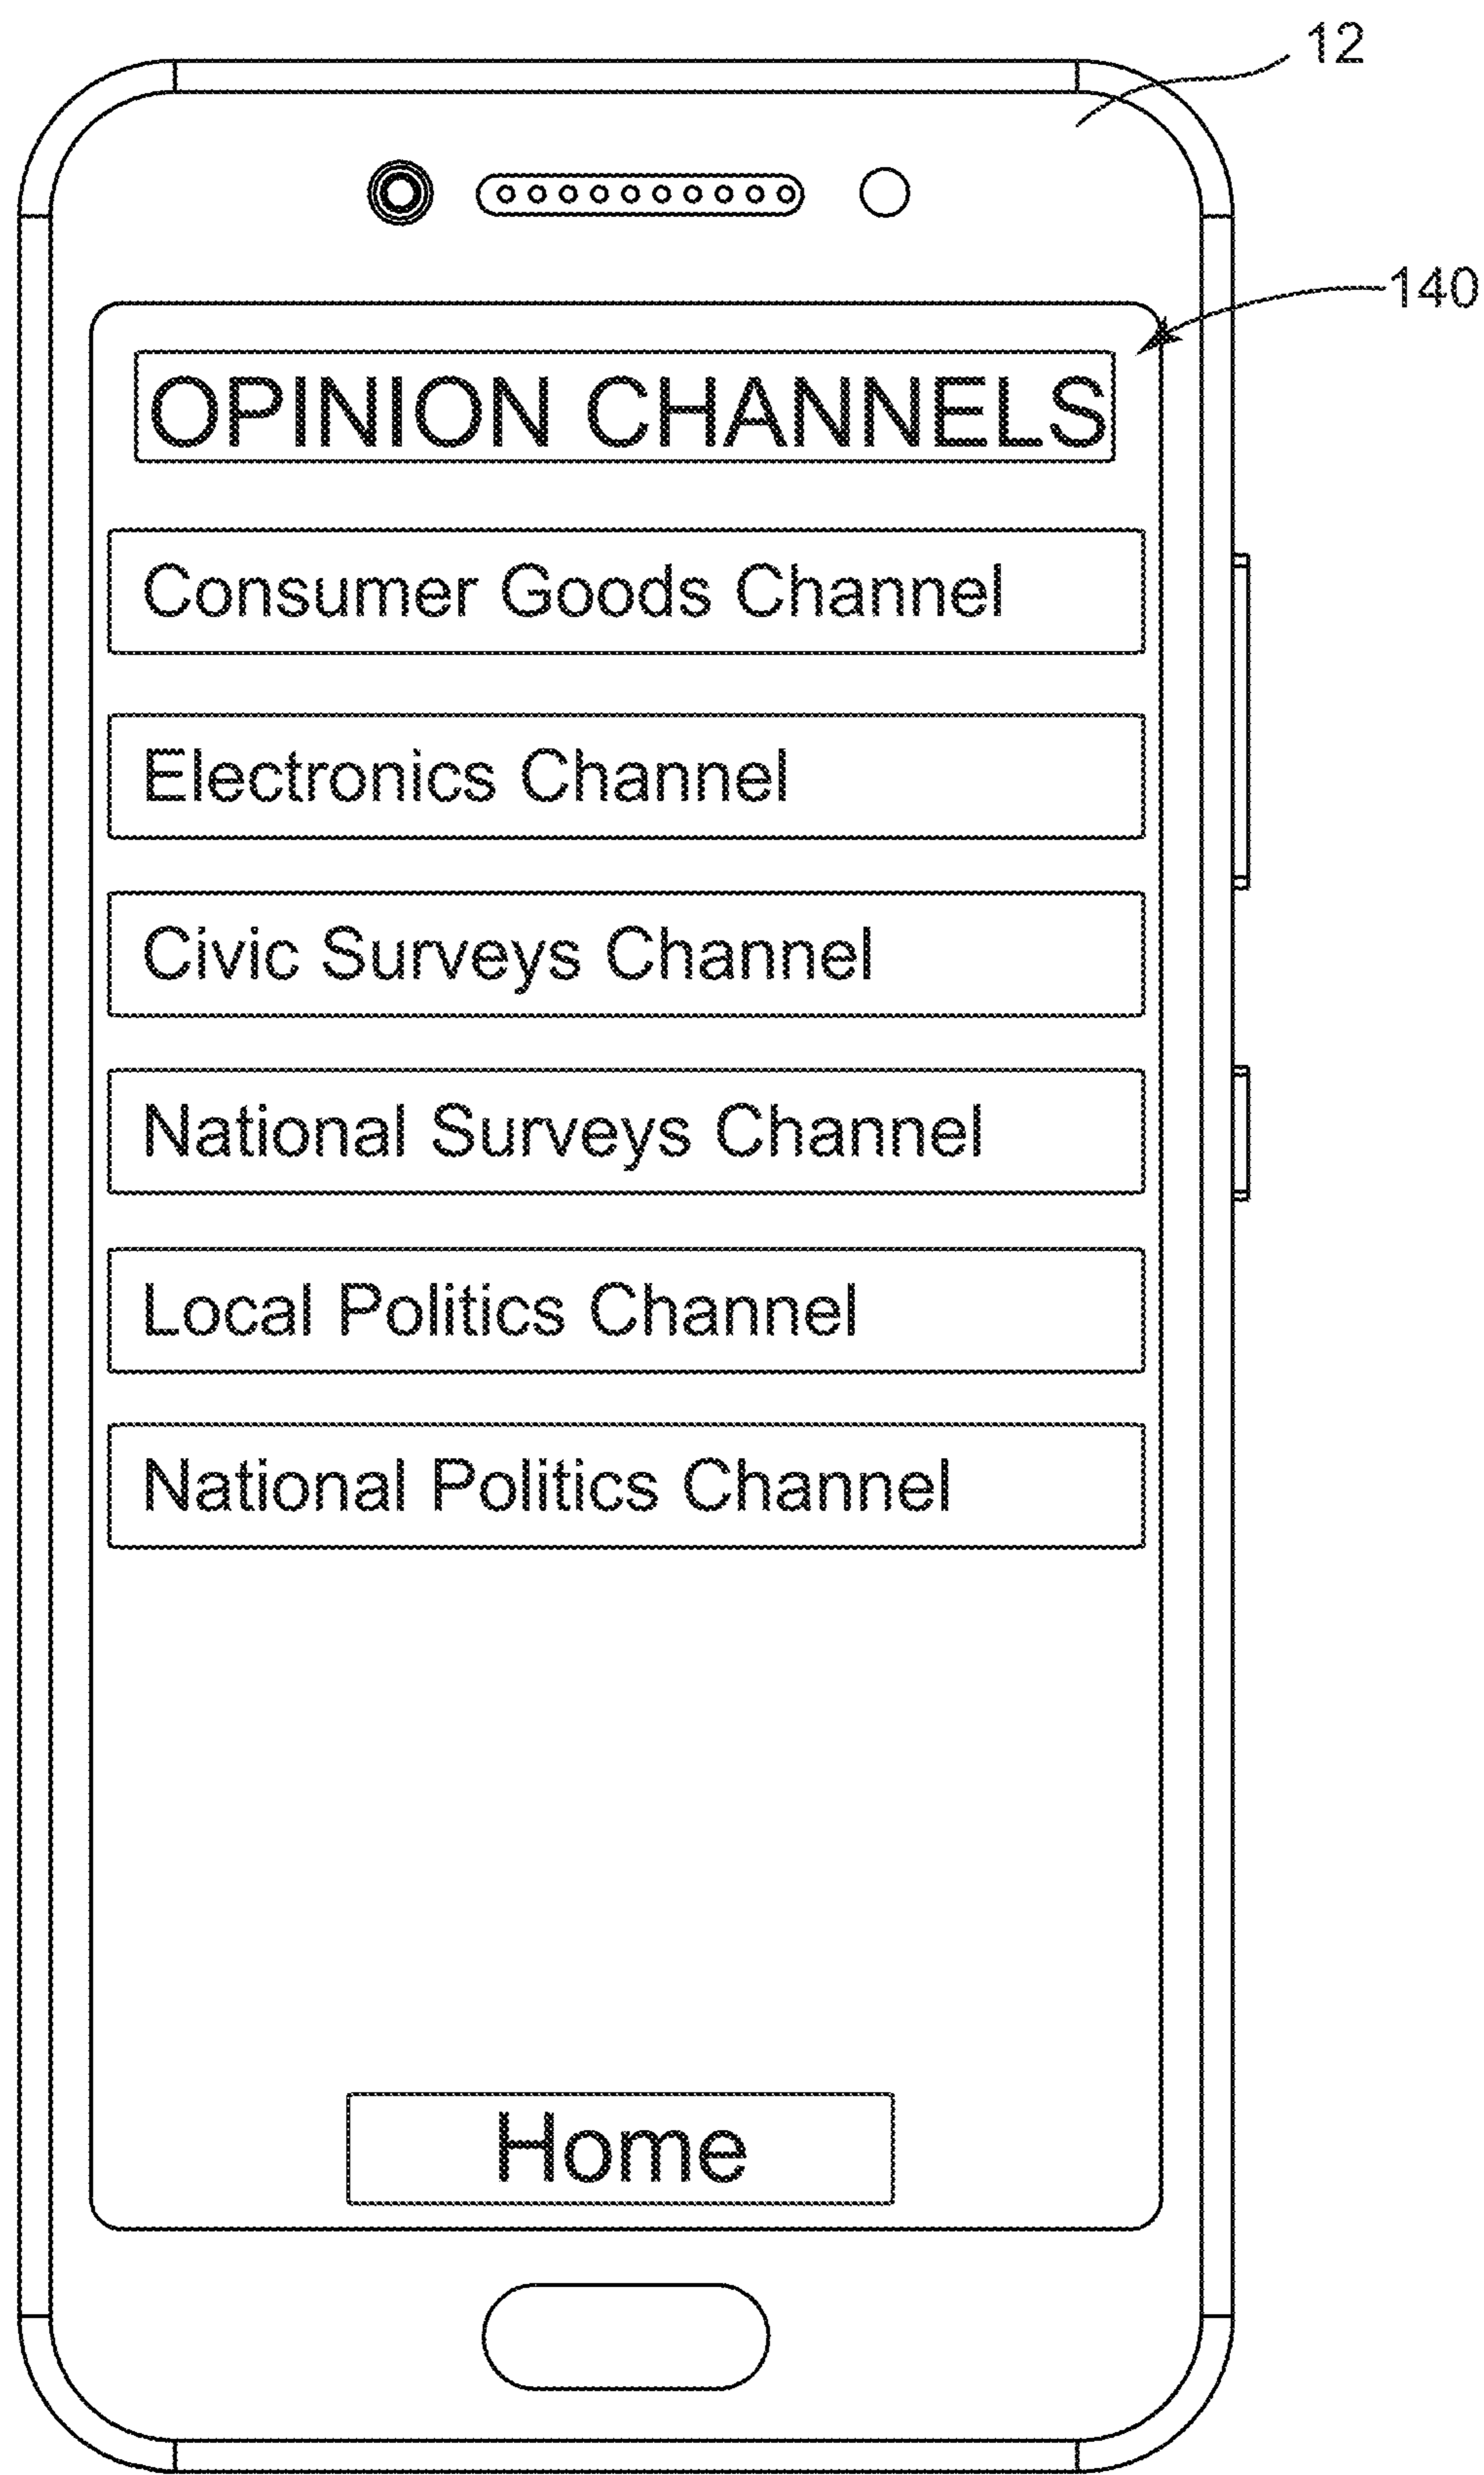 12
140
OPINION CHANNELS
Consumer Goods Channel
Electronics Channel
Civic Surveys Channel
National Surveys Channel
Local Politics Channel
National Politics Channel
Home